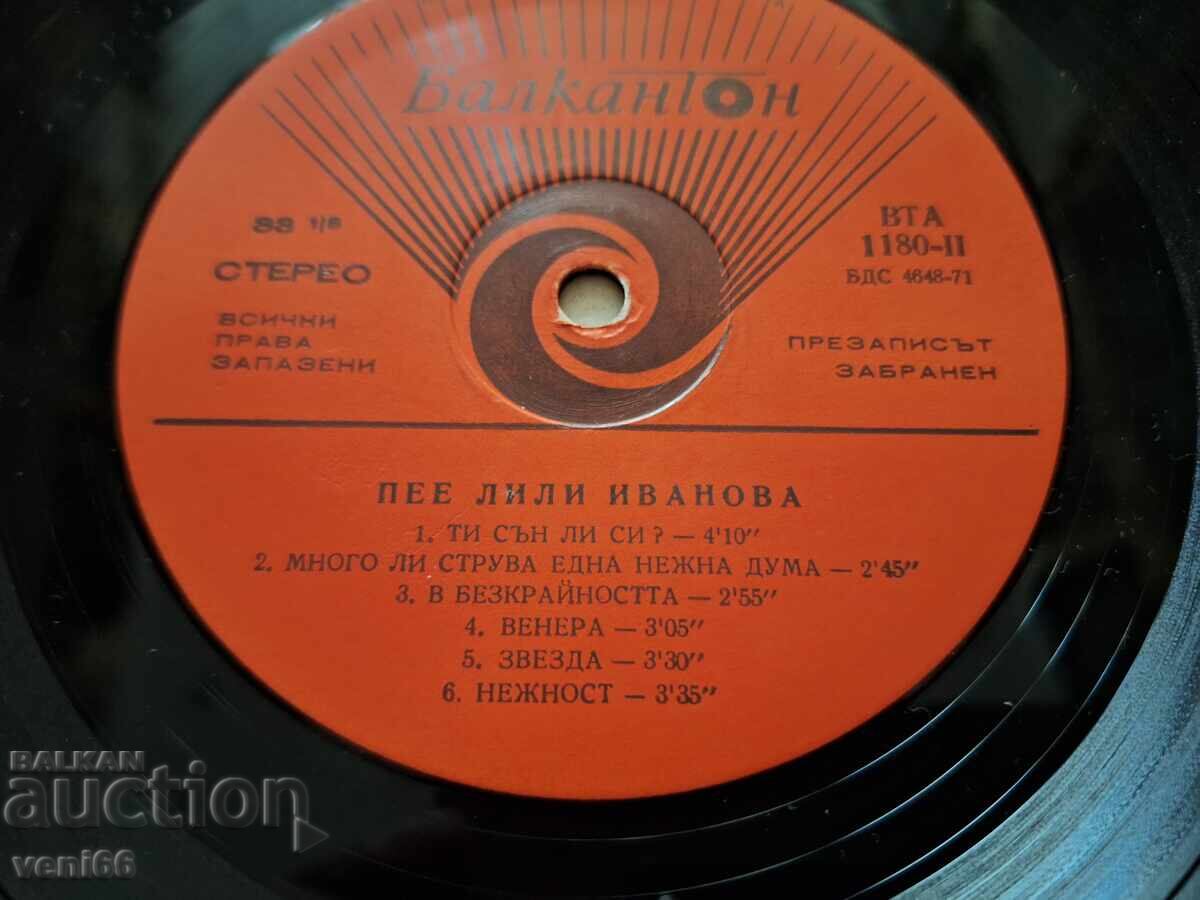 Балкантон
33 1/3
СТЕРЕО
ВСИЧКИ
ПРАВА
ЗАПАЗЕНИ
ВТА
1180-II
БДС 4648-71
ПРЕЗАПИСЪТ
ЗАБРАНЕН
ПЕЕ ЛИЛИ ИВАНОВА
1. ТИ СЪН ЛИ СИ? — 4'10"
2. МНОГО ЛИ СТРУВА ЕДНА НЕЖНА ДУМА — 2'45"
3. В БЕЗКРАЙНОСТТА — 2'55"
4. ВЕНЕРА — 3'05"
5. ЗВЕЗДА — 3'30"
6. НЕЖНОСТ — 3'35"
BALKAN
auction
veni66